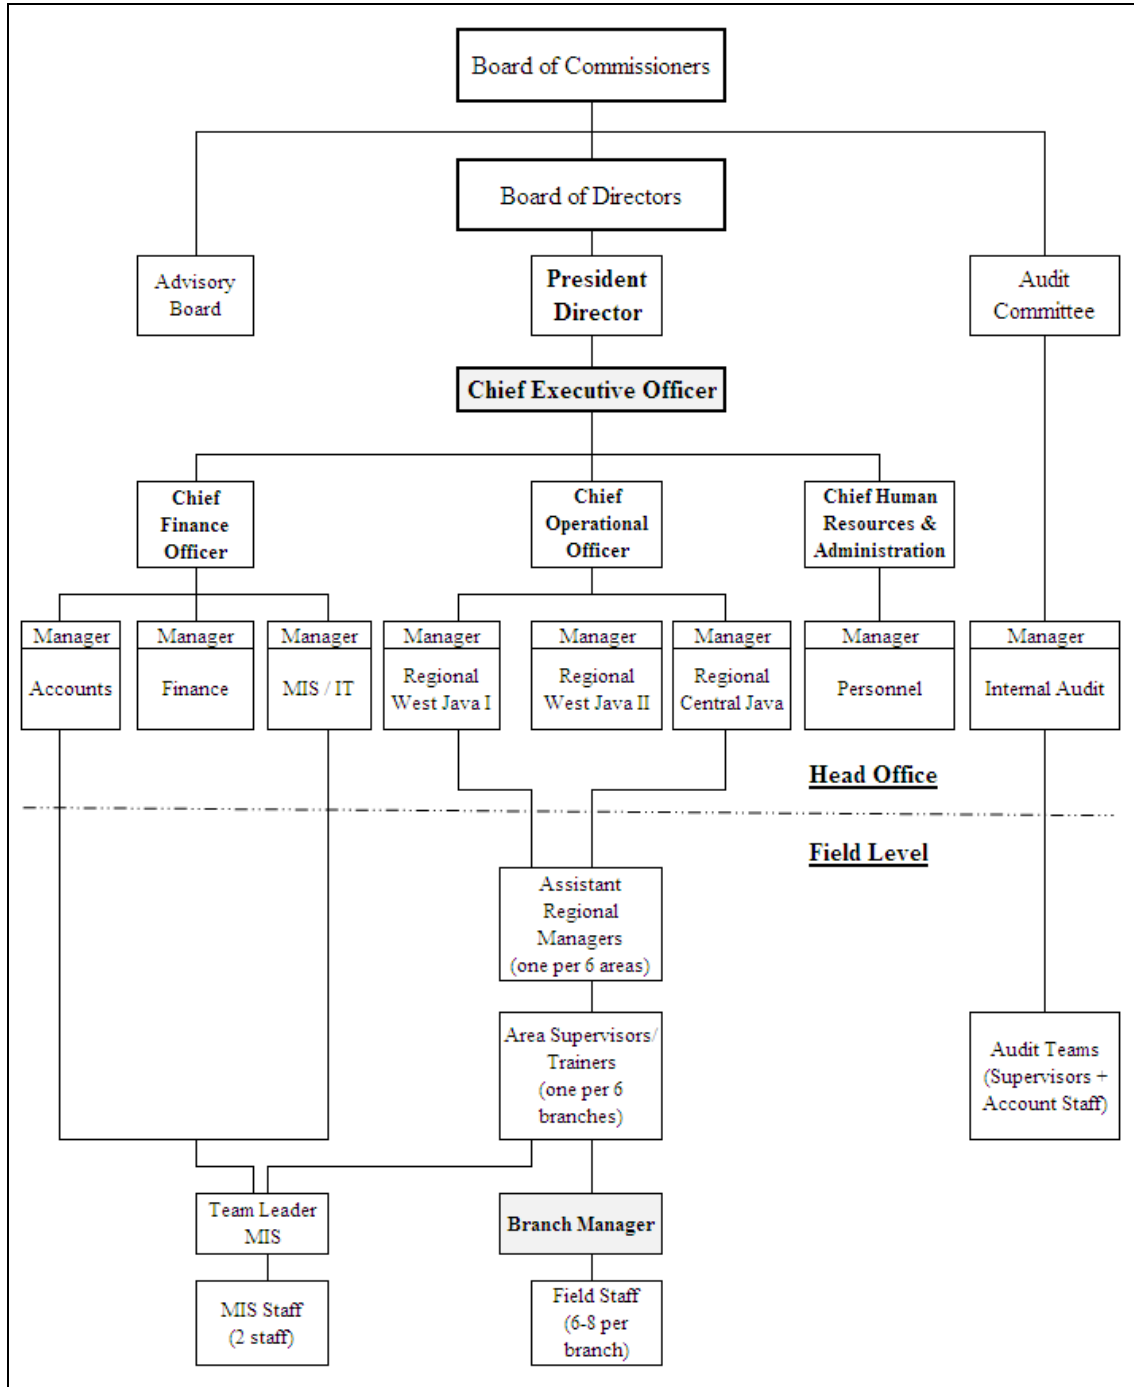 Board of Commissioners
Board of Directors
Advisory
Board
President
Director
Audit
Committee
Chief Executive Officer
Chief
Finance
Officer
Chief
Operational
Officer
Chief Human
Resources &
Administration
Manager
Accounts
Manager
Finance
Manager
MIS / IT
Manager
Regional
West Java I
Manager
Regional
West Java II
Manager
Regional
Central Java
Manager
Personnel
Manager
Internal Audit
Head Office
Field Level
Assistant
Regional
Managers
(one per 6 areas)
Area Supervisors/
Trainers
(one per 6
branches)
Audit Teams
(Supervisors +
Account Staff)
Team Leader
MIS
Branch Manager
MIS Staff
(2 staff)
Field Staff
(6-8 per
branch)